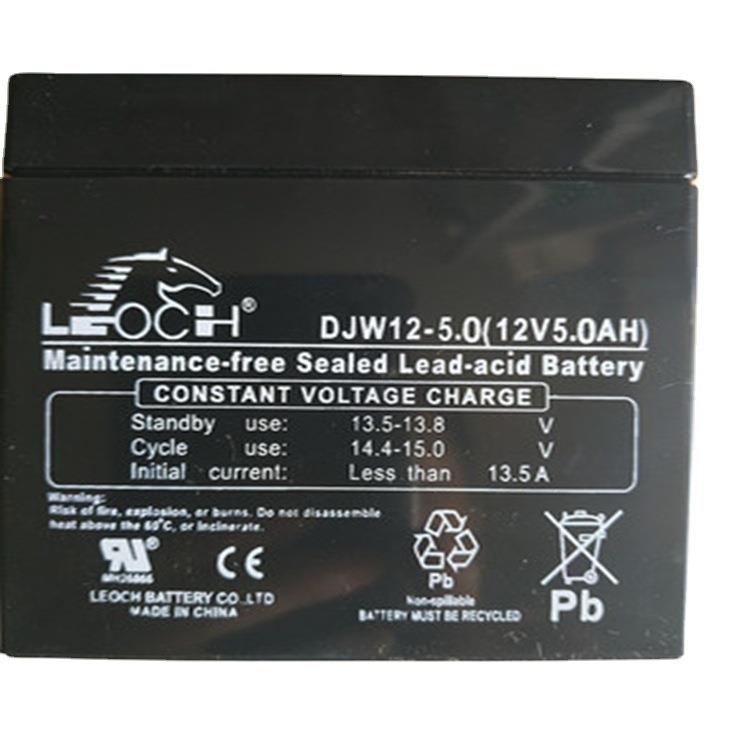 LEOCH®
DJW12-5.0(12V5.0AH)
Maintenance-free Sealed Lead-acid Battery
CONSTANT VOLTAGE CHARGE
Standby use: 13.5-13.8 V
Cycle use: 14.4-15.0 V
Initial current: Less than 13.5A
Warning:
Risk of fire, explosion, or burns. Do not disassemble
heat above the 60°C, or incinerate.
MH26866
CE
LEOCH BATTERY CO.,LTD
MADE IN CHINA
Pb
Non-spillable
BATTERY MUST BE RECYCLED
Pb